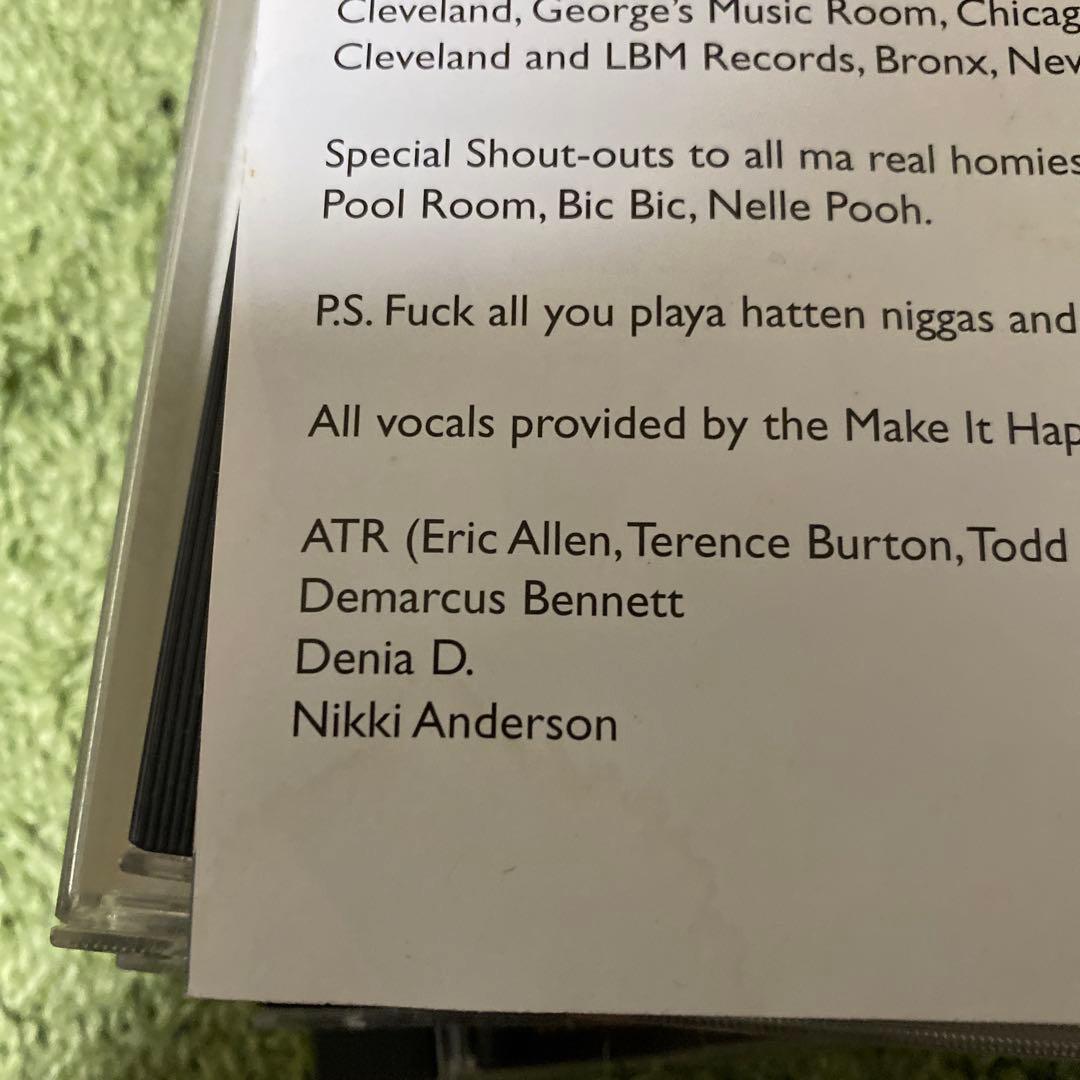 Cleveland, George's Music Room, Chicag
Cleveland and LBM Records, Bronx, Nev
Special Shout-outs to all ma real homies
Pool Room, Bic Bic, Nelle Pooh.
P.S. Fuck all you playa hatten niggas and
All vocals provided by the Make It Hap
ATR (Eric Allen, Terence Burton, Todd
Demarcus Bennett
Denia D.
Nikki Anderson